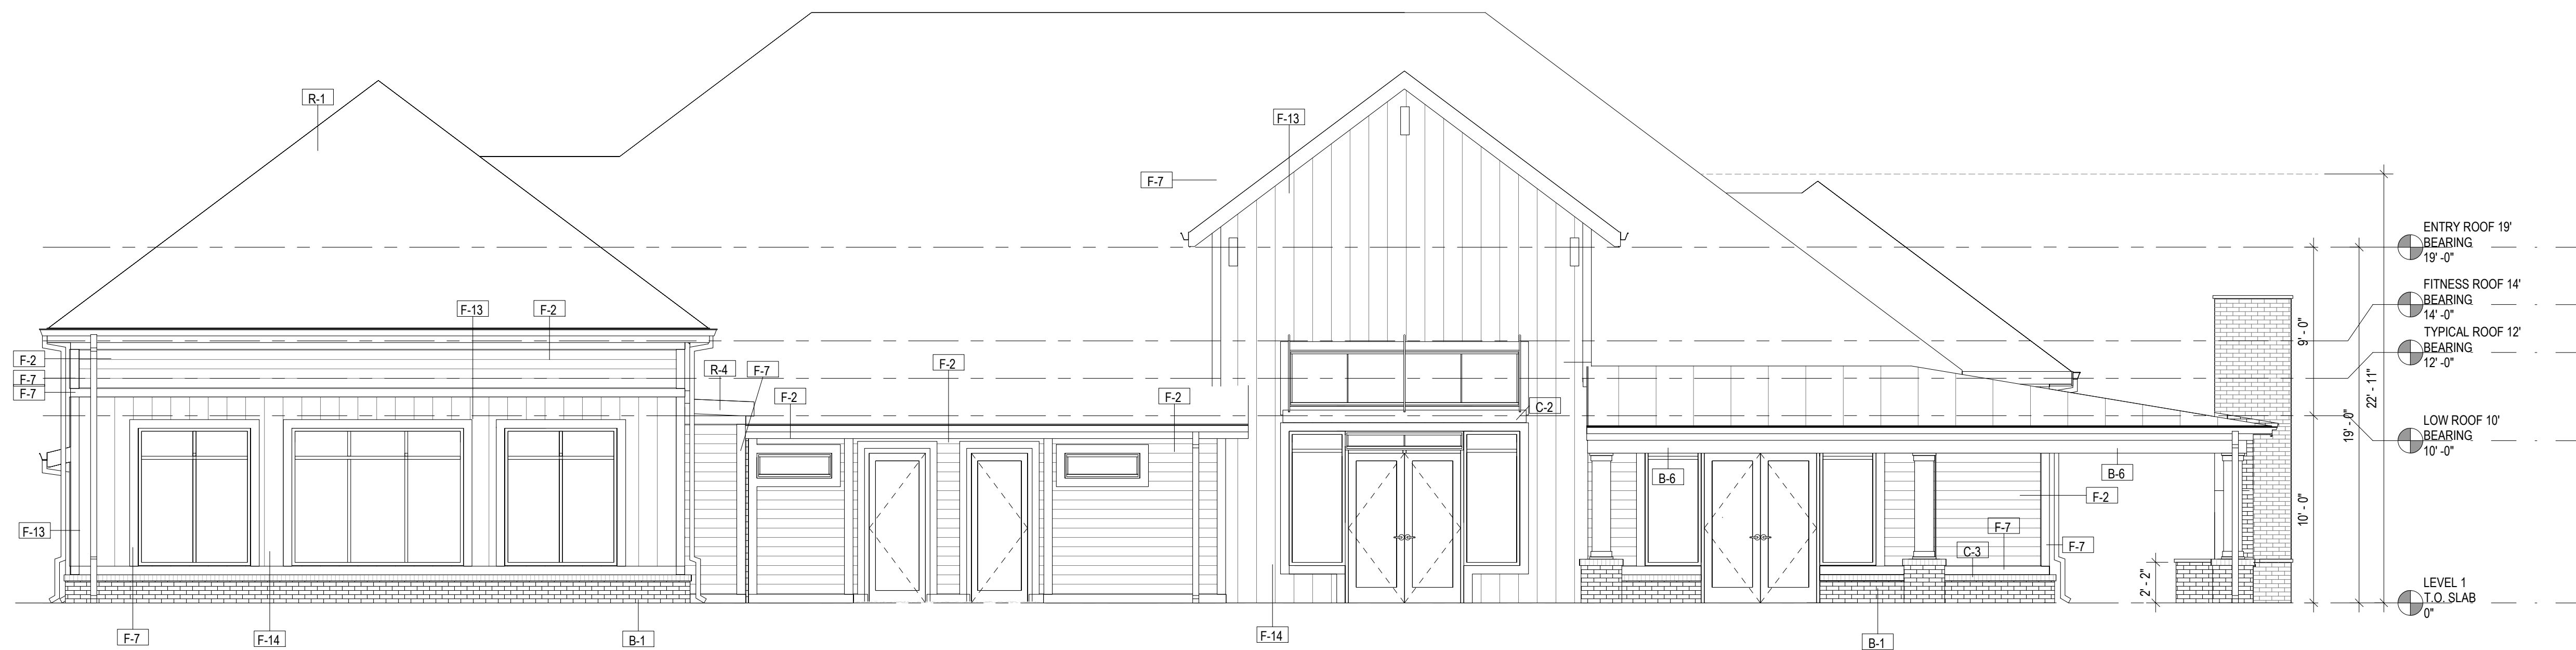 R-1
F-13
F-7
ENTRY ROOF 19'
BEARING
19' -0"
FITNESS ROOF 14'
BEARING
14' -0"
TYPICAL ROOF 12'
BEARING
12' -0"
LOW ROOF 10'
BEARING
10' -0"
LEVEL 1
T.O. SLAB
0"
9' - 0"
22' - 11"
19' -0"
10' - 0"
2' - 2"
F-13
F-2
F-2
F-7
F-7
R-4
F-7
F-2
F-2
F-2
C-2
B-6
B-6
F-2
F-13
F-7
C-3
F-7
F-7
F-14
B-1
F-14
B-1